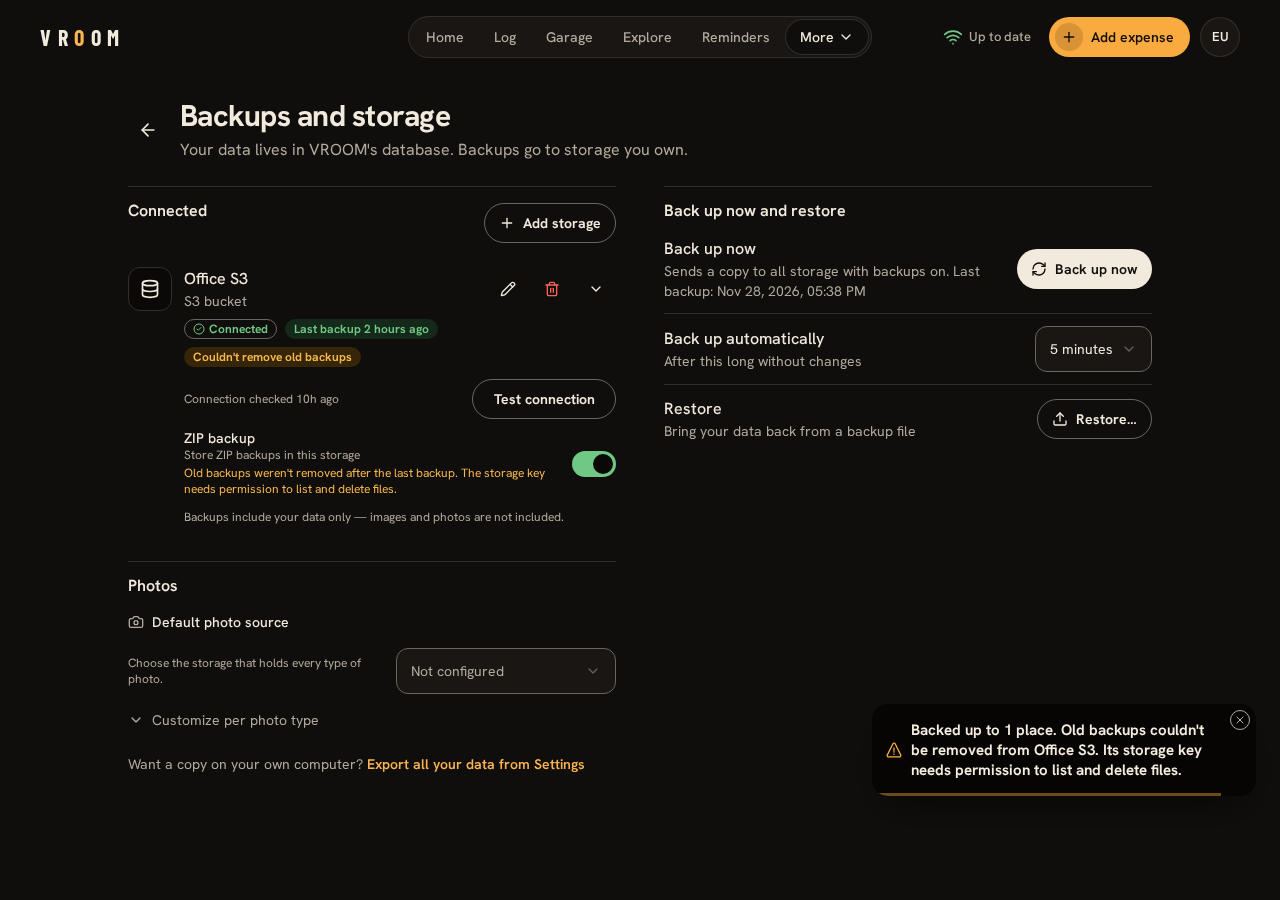 VROOM
Home
Log
Garage
Explore
Reminders
More
Up to date
Add expense
EU
Backups and storage
Your data lives in VROOM's database. Backups go to storage you own.
Connected
Add storage
Office S3
S3 bucket
Connected
Last backup 2 hours ago
Couldn't remove old backups
Connection checked 10h ago
Test connection
ZIP backup
Store ZIP backups in this storage
Old backups weren't removed after the last backup. The storage key
needs permission to list and delete files.
Backups include your data only — images and photos are not included.
Photos
Default photo source
Choose the storage that holds every type of
photo.
Not configured
Customize per photo type
Want a copy on your own computer? Export all your data from Settings
Back up now and restore
Back up now
Sends a copy to all storage with backups on. Last
backup: Nov 28, 2026, 05:38 PM
Back up now
Back up automatically
After this long without changes
5 minutes
Restore
Bring your data back from a backup file
Restore...
Backed up to 1 place. Old backups couldn't
be removed from Office S3. Its storage key
needs permission to list and delete files.